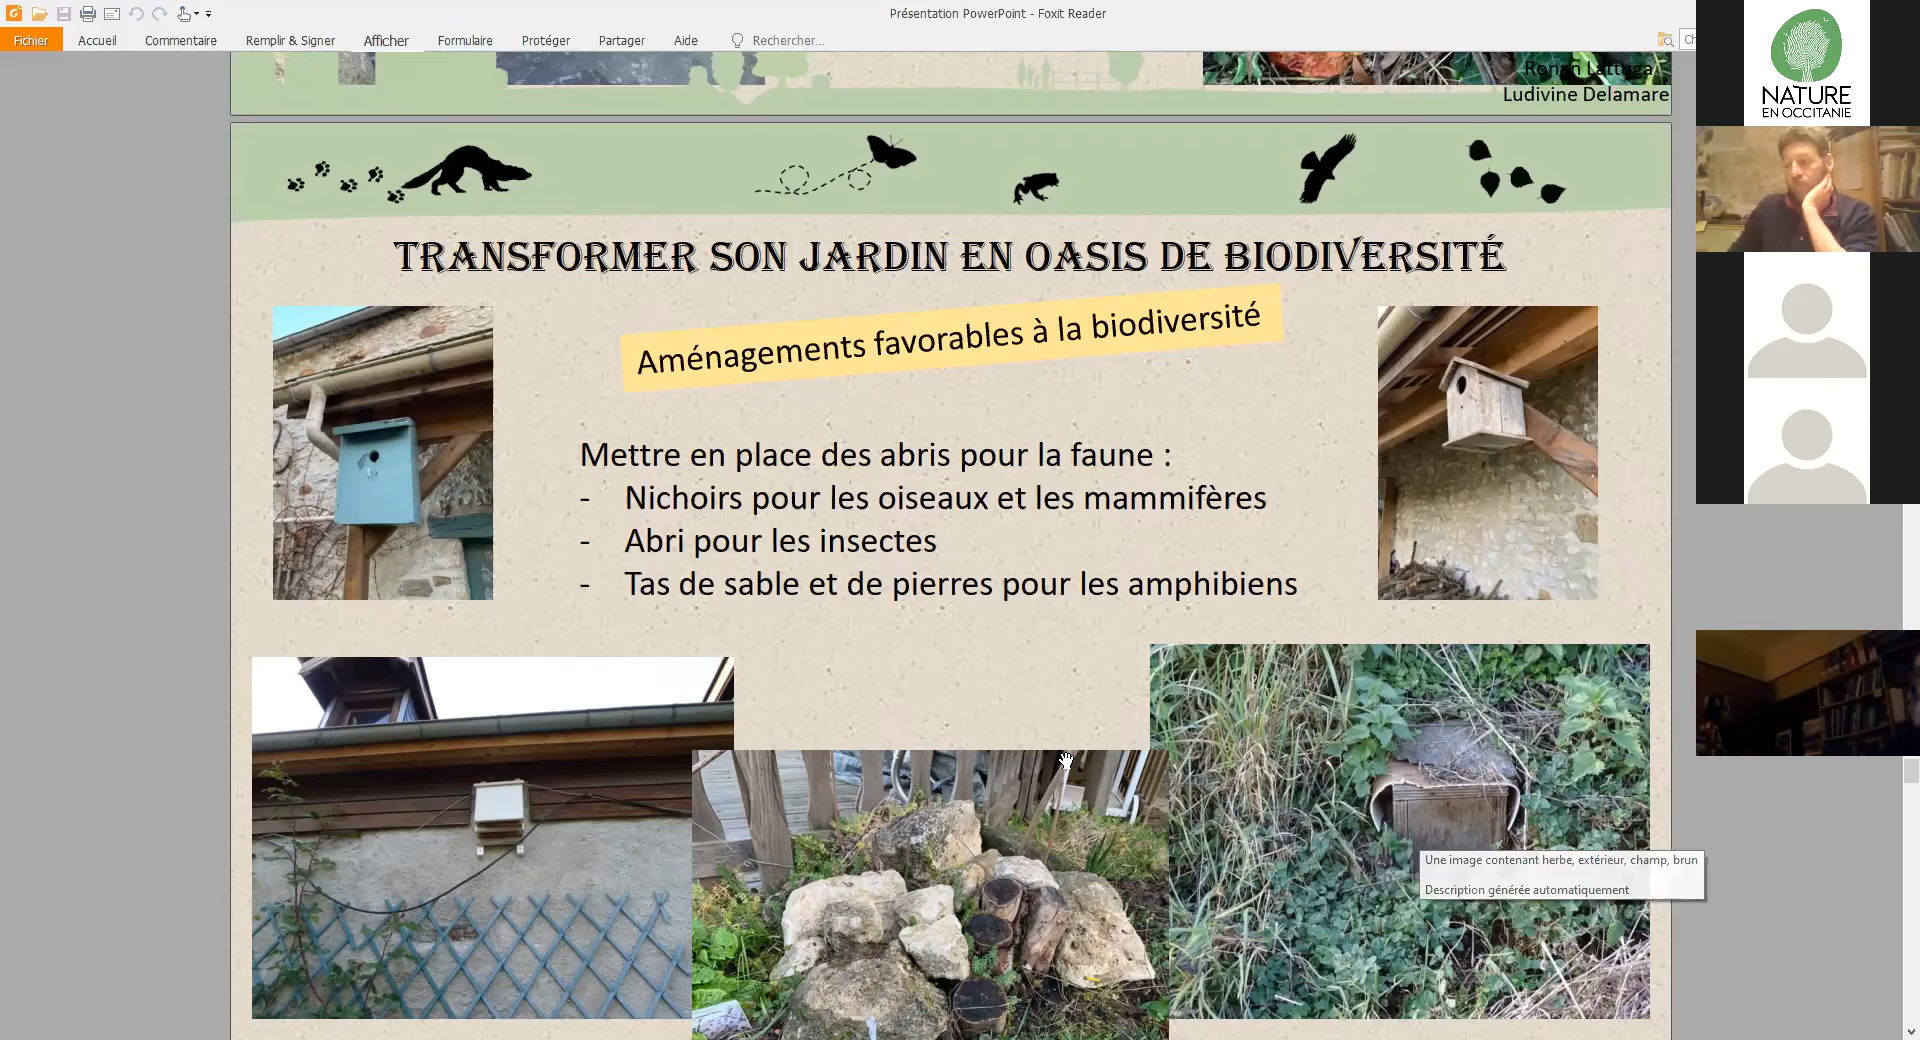 Présentation PowerPoint - Foxit Reader
Fichier Accueil Commentaire Remplir & Signer Afficher Formulaire Protéger Partager Aide Rechercher...
Ch
NATURE
EN OCCITANIE
Ronan Lattuga
Ludivine Delamare
TRANSFORMER SON JARDIN EN OASIS DE BIODIVERSITÉ
Aménagements favorables à la biodiversité
Mettre en place des abris pour la faune :
- Nichoirs pour les oiseaux et les mammifères
- Abri pour les insectes
- Tas de sable et de pierres pour les amphibiens
Une image contenant herbe, extérieur, champ, brun
Description générée automatiquement